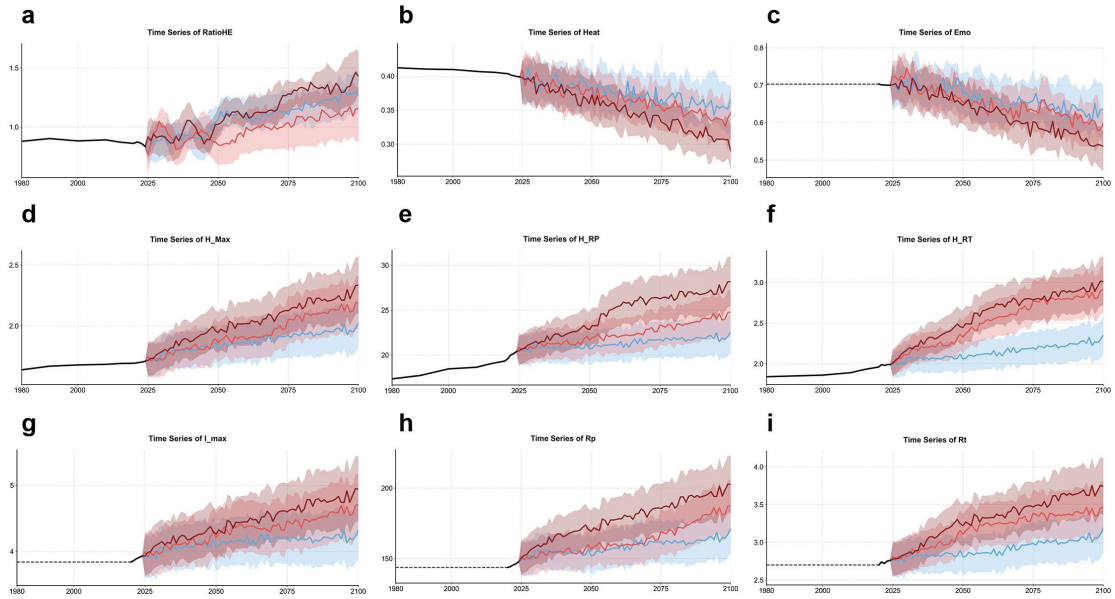 a
Time Series of RatioHE
1.5
1.0
1980 2000 2025 2050 2075 2100
b
Time Series of Heat
0.40
0.35
0.30
1980 2000 2025 2050 2075 2100
c
Time Series of Emo
0.8
0.7
0.6
0.5
1980 2000 2025 2050 2075 2100
d
Time Series of H_Max
2.5
2.0
1980 2000 2025 2050 2075 2100
e
Time Series of H_RP
30
25
20
1980 2000 2025 2050 2075 2100
f
Time Series of H_RT
3.0
2.5
2.0
1980 2000 2025 2050 2075 2100
g
Time Series of I_max
5
4
1980 2000 2025 2050 2075 2100
h
Time Series of Rp
200
150
1980 2000 2025 2050 2075 2100
i
Time Series of Rt
4.0
3.5
3.0
2.5
1980 2000 2025 2050 2075 2100